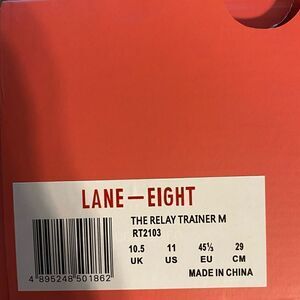 LANE—EIGHT
THE RELAY TRAINER M
RT2103
10.5 11 45½ 29
UK US EU CM
4 895248 501862
MADE IN CHINA